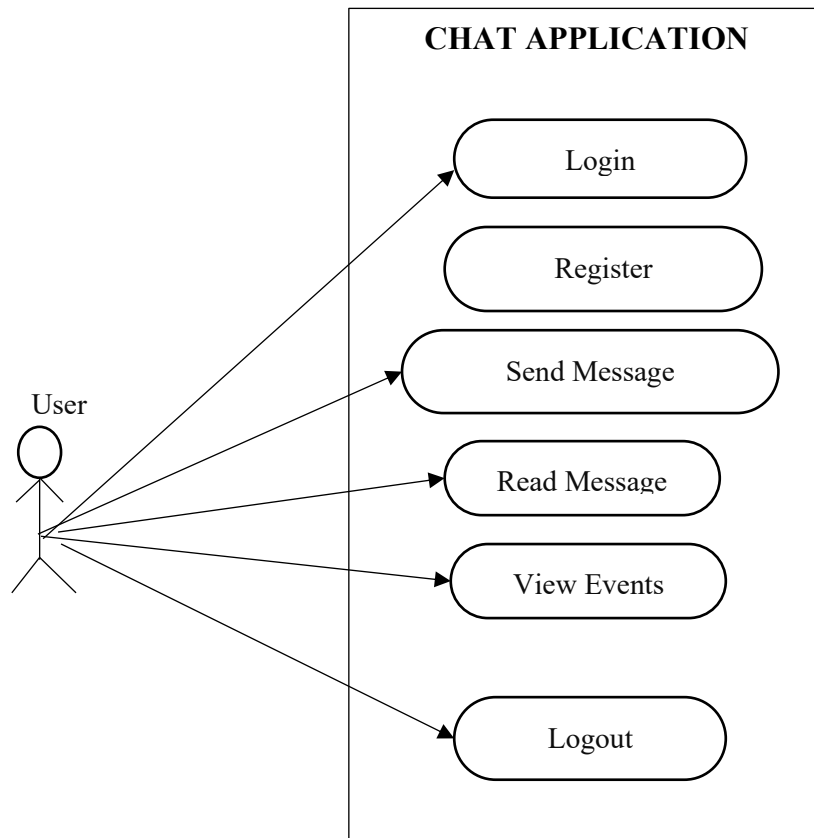 CHAT APPLICATION
Login
Register
Send Message
User
Read Message
View Events
Logout